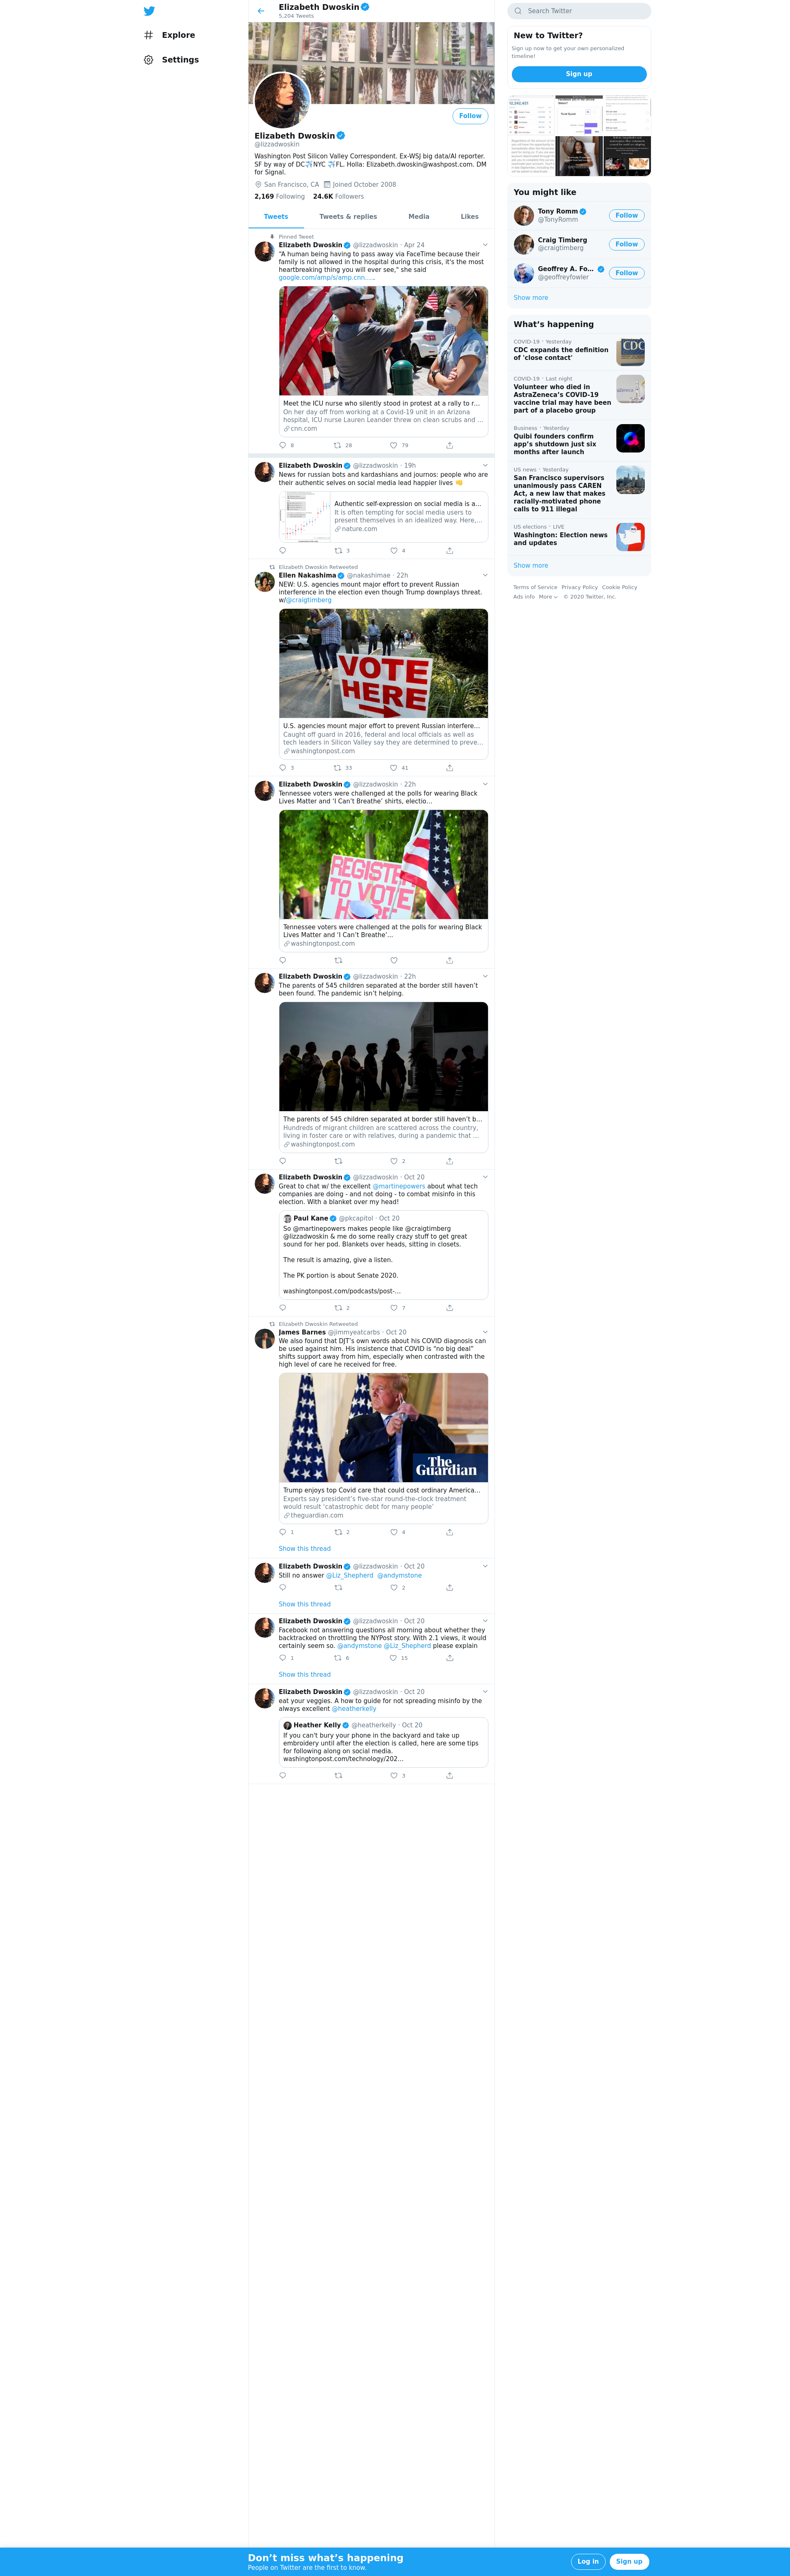 Explore
Settings
Elizabeth Dwoskin
5,204 Tweets
Follow
Elizabeth Dwoskin
@lizzadwoskin
Washington Post Silicon Valley Correspondent. Ex-WSJ big data/AI reporter.
SF by way of DC✈️NYC ✈️FL. Holla: Elizabeth.dwoskin@washpost.com. DM
for Signal.
San Francisco, CA Joined October 2008
2,169 Following 24.6K Followers
Tweets Tweets & replies Media Likes
Pinned Tweet
Elizabeth Dwoskin @lizzadwoskin · Apr 24
"A human being having to pass away via FaceTime because their
family is not allowed in the hospital during this crisis, it's the most
heartbreaking thing you will ever see," she said
google.com/amp/s/amp.cnn.…..
Meet the ICU nurse who silently stood in protest at a rally to r...
On her day off from working at a Covid-19 unit in an Arizona
hospital, ICU nurse Lauren Leander threw on clean scrubs and ...
cnn.com
8 28 79
Elizabeth Dwoskin @lizzadwoskin · 19h
News for russian bots and kardashians and journos: people who are
their authentic selves on social media lead happier lives
Authentic self-expression on social media is a...
It is often tempting for social media users to
present themselves in an idealized way. Here,...
nature.com
3 4
Elizabeth Dwoskin Retweeted
Ellen Nakashima @nakashimae · 22h
NEW: U.S. agencies mount major effort to prevent Russian
interference in the election even though Trump downplays threat.
w/@craigtimberg
VOTE
HERE
U.S. agencies mount major effort to prevent Russian interfere...
Caught off guard in 2016, federal and local officials as well as
tech leaders in Silicon Valley say they are determined to preve...
washingtonpost.com
3 33 41
Elizabeth Dwoskin @lizzadwoskin · 22h
Tennessee voters were challenged at the polls for wearing Black
Lives Matter and ‘I Can’t Breathe’ shirts, electio...
REGISTER
TO VOTE
Tennessee voters were challenged at the polls for wearing Black
Lives Matter and ‘I Can’t Breathe’...
washingtonpost.com
Elizabeth Dwoskin @lizzadwoskin · 22h
The parents of 545 children separated at the border still haven’t
been found. The pandemic isn’t helping.
The parents of 545 children separated at border still haven’t b...
Hundreds of migrant children are scattered across the country,
living in foster care or with relatives, during a pandemic that ...
washingtonpost.com
2
Elizabeth Dwoskin @lizzadwoskin · Oct 20
Great to chat w/ the excellent @martinepowers about what tech
companies are doing - and not doing - to combat misinfo in this
election. With a blanket over my head!
Paul Kane @pkcapitol · Oct 20
So @martinepowers makes people like @craigtimberg
@lizzadwoskin & me do some really crazy stuff to get great
sound for her pod. Blankets over heads, sitting in closets.
The result is amazing, give a listen.
The PK portion is about Senate 2020.
washingtonpost.com/podcasts/post-…
2 7
Elizabeth Dwoskin Retweeted
James Barnes @jimmyeatcarbs · Oct 20
We also found that DJT’s own words about his COVID diagnosis can
be used against him. His insistence that COVID is “no big deal”
shifts support away from him, especially when contrasted with the
high level of care he received for free.
The
Guardian
Trump enjoys top Covid care that could cost ordinary America...
Experts say president’s five-star round-the-clock treatment
would result ‘catastrophic debt for many people’
theguardian.com
1 2 4
Show this thread
Elizabeth Dwoskin @lizzadwoskin · Oct 20
Still no answer @Liz_Shepherd @andymstone
2
Show this thread
Elizabeth Dwoskin @lizzadwoskin · Oct 20
Facebook not answering questions all morning about whether they
backtracked on throttling the NYPost story. With 2.1 views, it would
certainly seem so. @andymstone @Liz_Shepherd please explain
1 6 15
Show this thread
Elizabeth Dwoskin @lizzadwoskin · Oct 20
eat your veggies. A how to guide for not spreading misinfo by the
always excellent @heatherkelly
Heather Kelly @heatherkelly · Oct 20
If you can’t bury your phone in the backyard and take up
embroidery until after the election is called, here are some tips
for following along on social media.
washingtonpost.com/technology/202…
3
Search Twitter
New to Twitter?
Sign up now to get your own personalized
timeline!
Sign up
You might like
Tony Romm
@TonyRomm
Follow
Craig Timberg
@craigtimberg
Follow
Geoffrey A. Fo...
@geoffreyfowler
Follow
Show more
What’s happening
COVID-19 · Yesterday
CDC expands the definition
of 'close contact'
CDC
COVID-19 · Last night
Volunteer who died in
AstraZeneca’s COVID-19
vaccine trial may have been
part of a placebo group
Business · Yesterday
Quibi founders confirm
app’s shutdown just six
months after launch
US news · Yesterday
San Francisco supervisors
unanimously pass CAREN
Act, a new law that makes
racially-motivated phone
calls to 911 illegal
US elections · LIVE
Washington: Election news
and updates
Show more
Terms of Service Privacy Policy Cookie Policy
Ads info More © 2020 Twitter, Inc.
Don’t miss what’s happening
People on Twitter are the first to know.
Log in Sign up